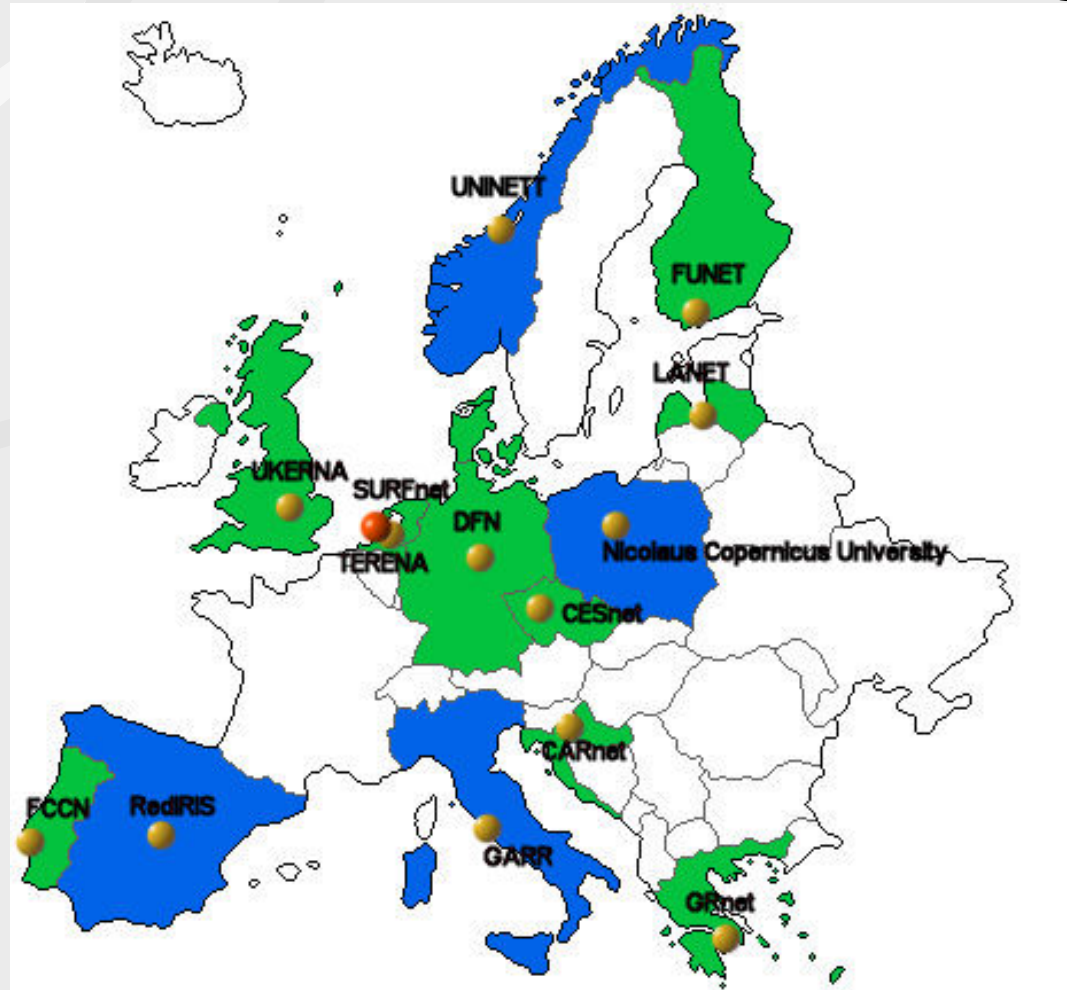 UNINETT
FUNET
LANET
UKERNA
SURFnet
DFN
TERENA
Nicolaus Copernicus University
CESnet
CARnet
FCCN
RedIRIS
GARR
GRnet